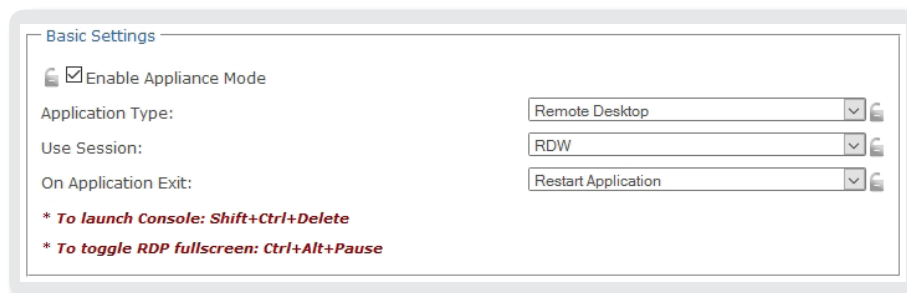 Basic Settings
Enable Appliance Mode
Application Type: Remote Desktop
Use Session: RDW
On Application Exit: Restart Application
* To launch Console: Shift+Ctrl+Delete
* To toggle RDP fullscreen: Ctrl+Alt+Pause